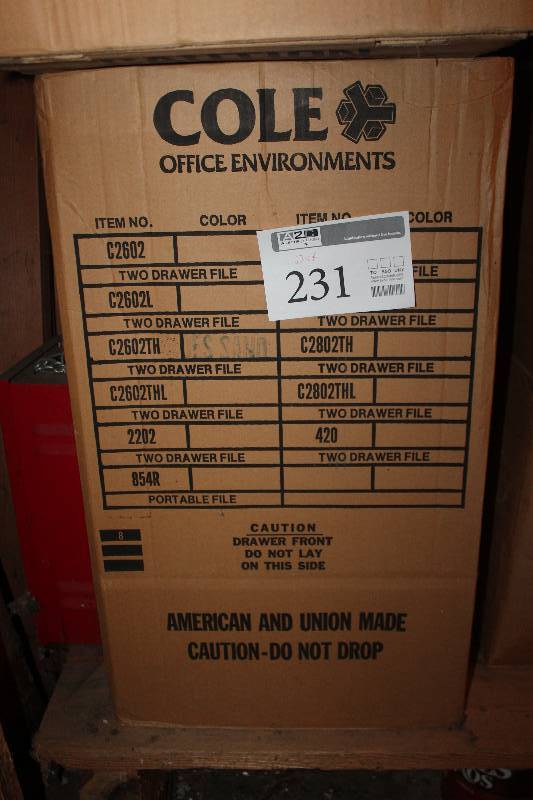 COLE
OFFICE ENVIRONMENTS
ITEM NO. COLOR ITEM NO. COLOR
C2602
TWO DRAWER FILE FILE
C2602L
TWO DRAWER FILE TWO DRAWER FILE
C2602TH C2802TH
TWO DRAWER FILE TWO DRAWER FILE
C2602THL C2802THL
TWO DRAWER FILE TWO DRAWER FILE
2202 420
TWO DRAWER FILE TWO DRAWER FILE
854R
PORTABLE FILE
231
8
CAUTION
DRAWER FRONT
DO NOT LAY
ON THIS SIDE
AMERICAN AND UNION MADE
CAUTION-DO NOT DROP